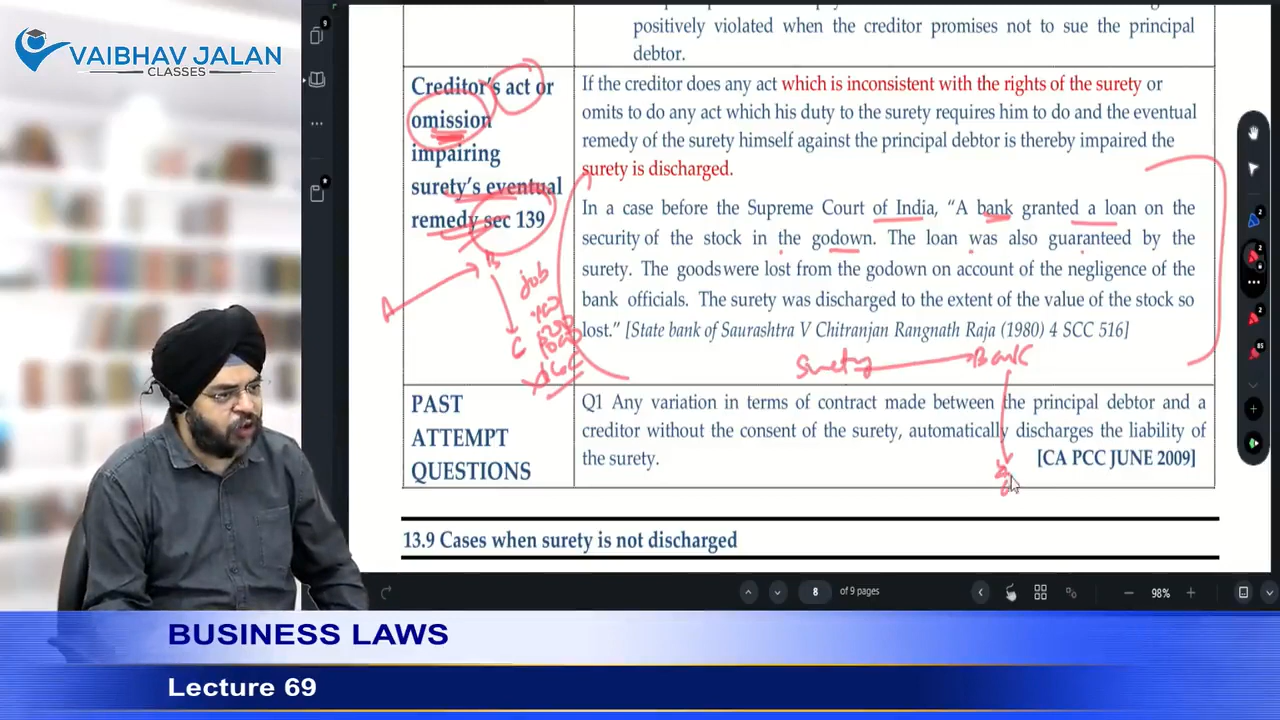 VAIBHAV JALAN
CLASSES
positively violated when the creditor promises not to sue the principal
debtor.
Creditor's act or
omission
impairing
surety's eventual
remedy sec 139
If the creditor does any act which is inconsistent with the rights of the surety or
omits to do any act which his duty to the surety requires him to do and the eventual
remedy of the surety himself against the principal debtor is thereby impaired the
surety is discharged.
In a case before the Supreme Court of India, “A bank granted a loan on the
security of the stock in the godown. The loan was also guaranteed by the
surety. The goods were lost from the godown on account of the negligence of the
bank officials. The surety was discharged to the extent of the value of the stock so
lost.” [State bank of Saurashtra V Chitranjan Rangnath Raja (1980) 4 SCC 516]
A
B
C
Job
Surety
Bank
PAST
ATTEMPT
QUESTIONS
Q1 Any variation in terms of contract made between the principal debtor and a
creditor without the consent of the surety, automatically discharges the liability of
the surety.
[CA PCC JUNE 2009]
13.9 Cases when surety is not discharged
8
of 9 pages
98%
9
2
9
2
85
BUSINESS LAWS
Lecture 69